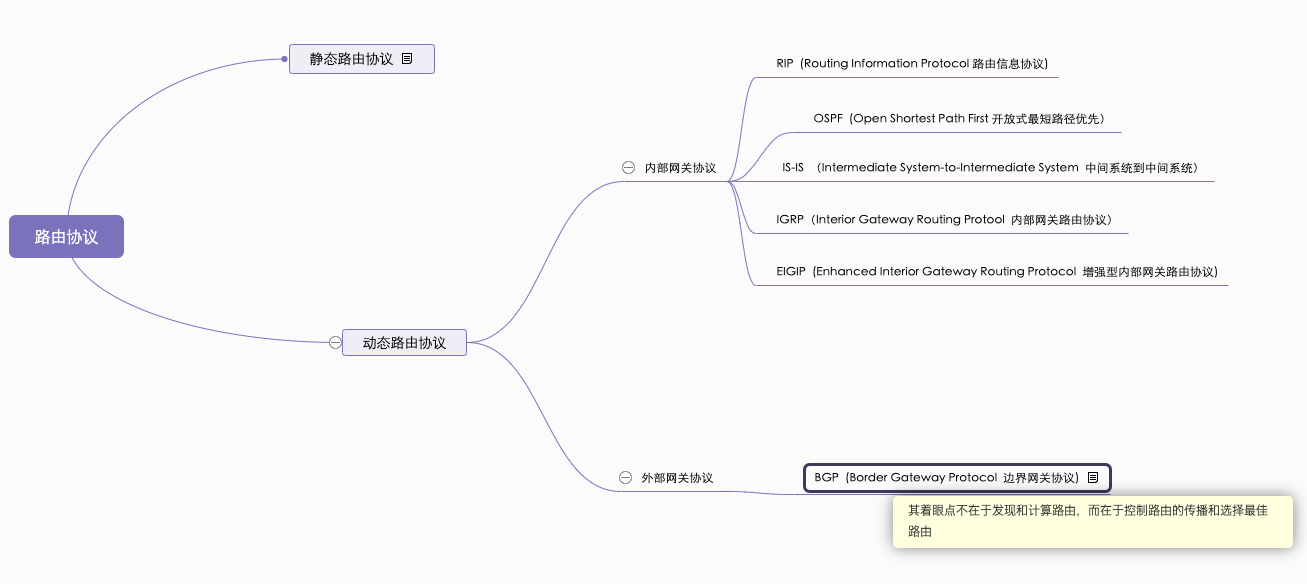 静态路由协议
RIP (Routing Information Protocol 路由信息协议)
OSPF (Open Shortest Path First 开放式最短路径优先）
内部网关协议
IS-IS （Intermediate System-to-Intermediate System 中间系统到中间系统）
IGRP（Interior Gateway Routing Protool 内部网关路由协议）
路由协议
EIGIP (Enhanced Interior Gateway Routing Protocol 增强型内部网关路由协议)
动态路由协议
外部网关协议
BGP (Border Gateway Protocol 边界网关协议)
其着眼点不在于发现和计算路由，而在于控制路由的传播和选择最佳
路由